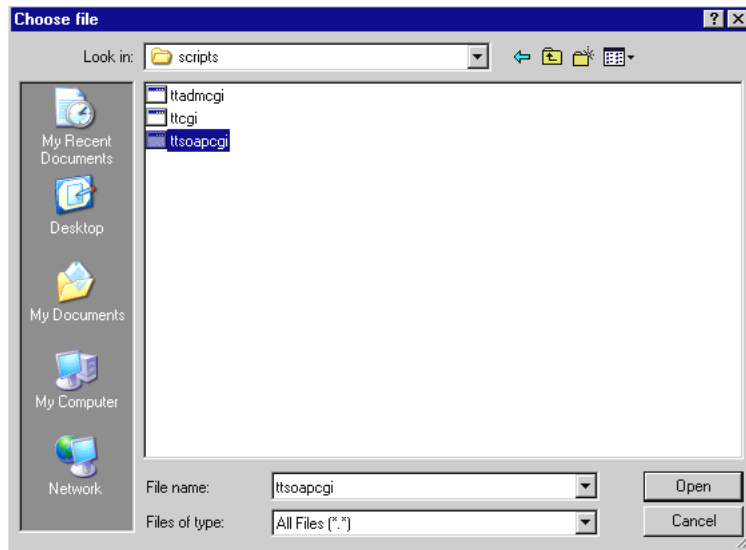 Choose file
Look in: scripts
ttadmcgi
ttcgi
ttsoapcgi
My Recent
Documents
Desktop
My Documents
My Computer
Network
File name: ttsoapcgi Open
Files of type: All Files (*.*) Cancel